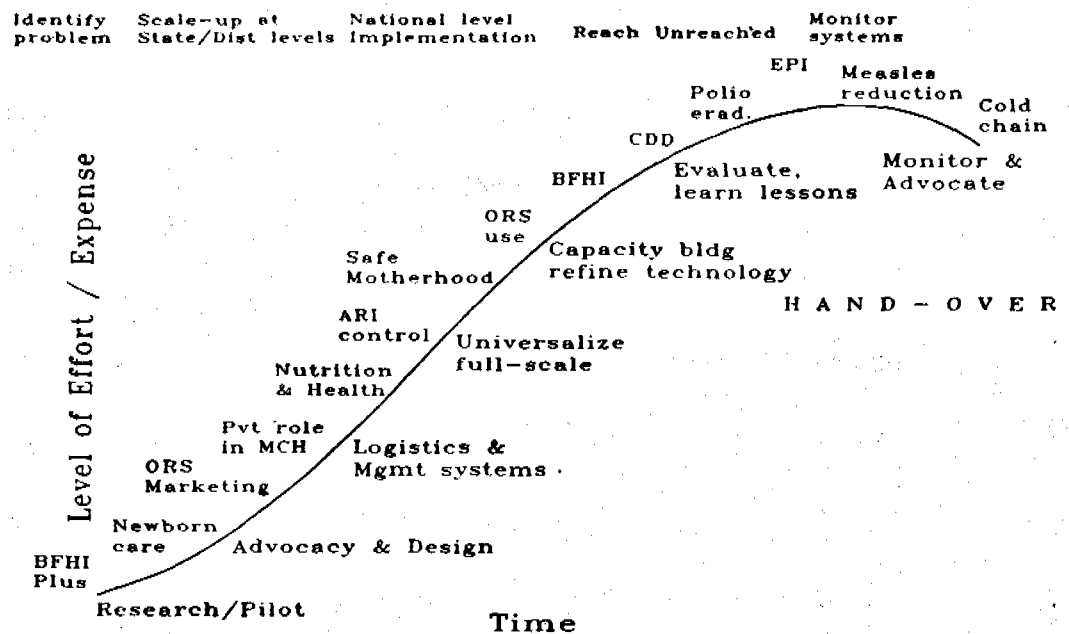 Identify
problem
Scale-up at
State/Dist levels
National level
Implementation
Reach Unreached
Monitor
systems
EPI
Measles
reduction
Polio
erad.
Cold
chain
CDD
Monitor &
Advocate
Evaluate,
learn lessons
BFHI
ORS
use
Capacity bldg
refine technology
Safe
Motherhood
HAND-OVER
ARI
control
Universalize
full-scale
Nutrition
& Health
Pvt role
in MCH
Logistics &
Mgmt systems
ORS
Marketing
Newborn
care
Advocacy & Design
BFHI
Plus
Research/Pilot
Level of Effort / Expense
Time